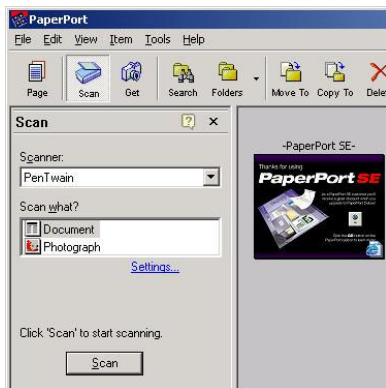 PaperPort
File Edit View Item Tools Help
Page Scan Get Search Folders Move To Copy To
Scan
Scanner:
PenTwain
Scan what?
Document
Photograph
Settings...
Click 'Scan' to start scanning.
Scan
-PaperPort SE-
Thanks for using
PaperPort SE